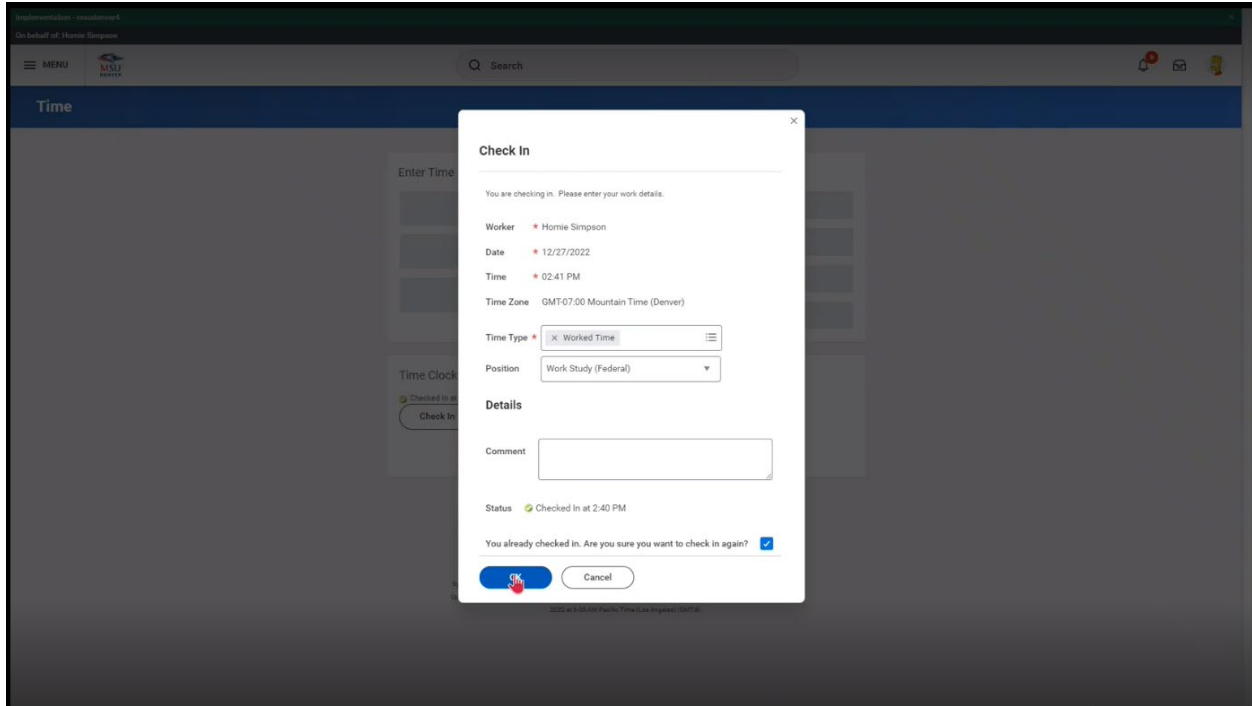 Implementation - msudenver4
On behalf of: Homie Simpson
MENU
MSU
DENVER
Search
Time
Check In
Enter Time
You are checking in. Please enter your work details.
Worker * Homie Simpson
Date * 12/27/2022
Time * 02:41 PM
Time Zone GMT-07:00 Mountain Time (Denver)
Time Type * × Worked Time
Position Work Study (Federal)
Time Clock
Checked In at
Check In
Details
Comment
Status Checked In at 2:40 PM
You already checked in. Are you sure you want to check in again?
OK Cancel